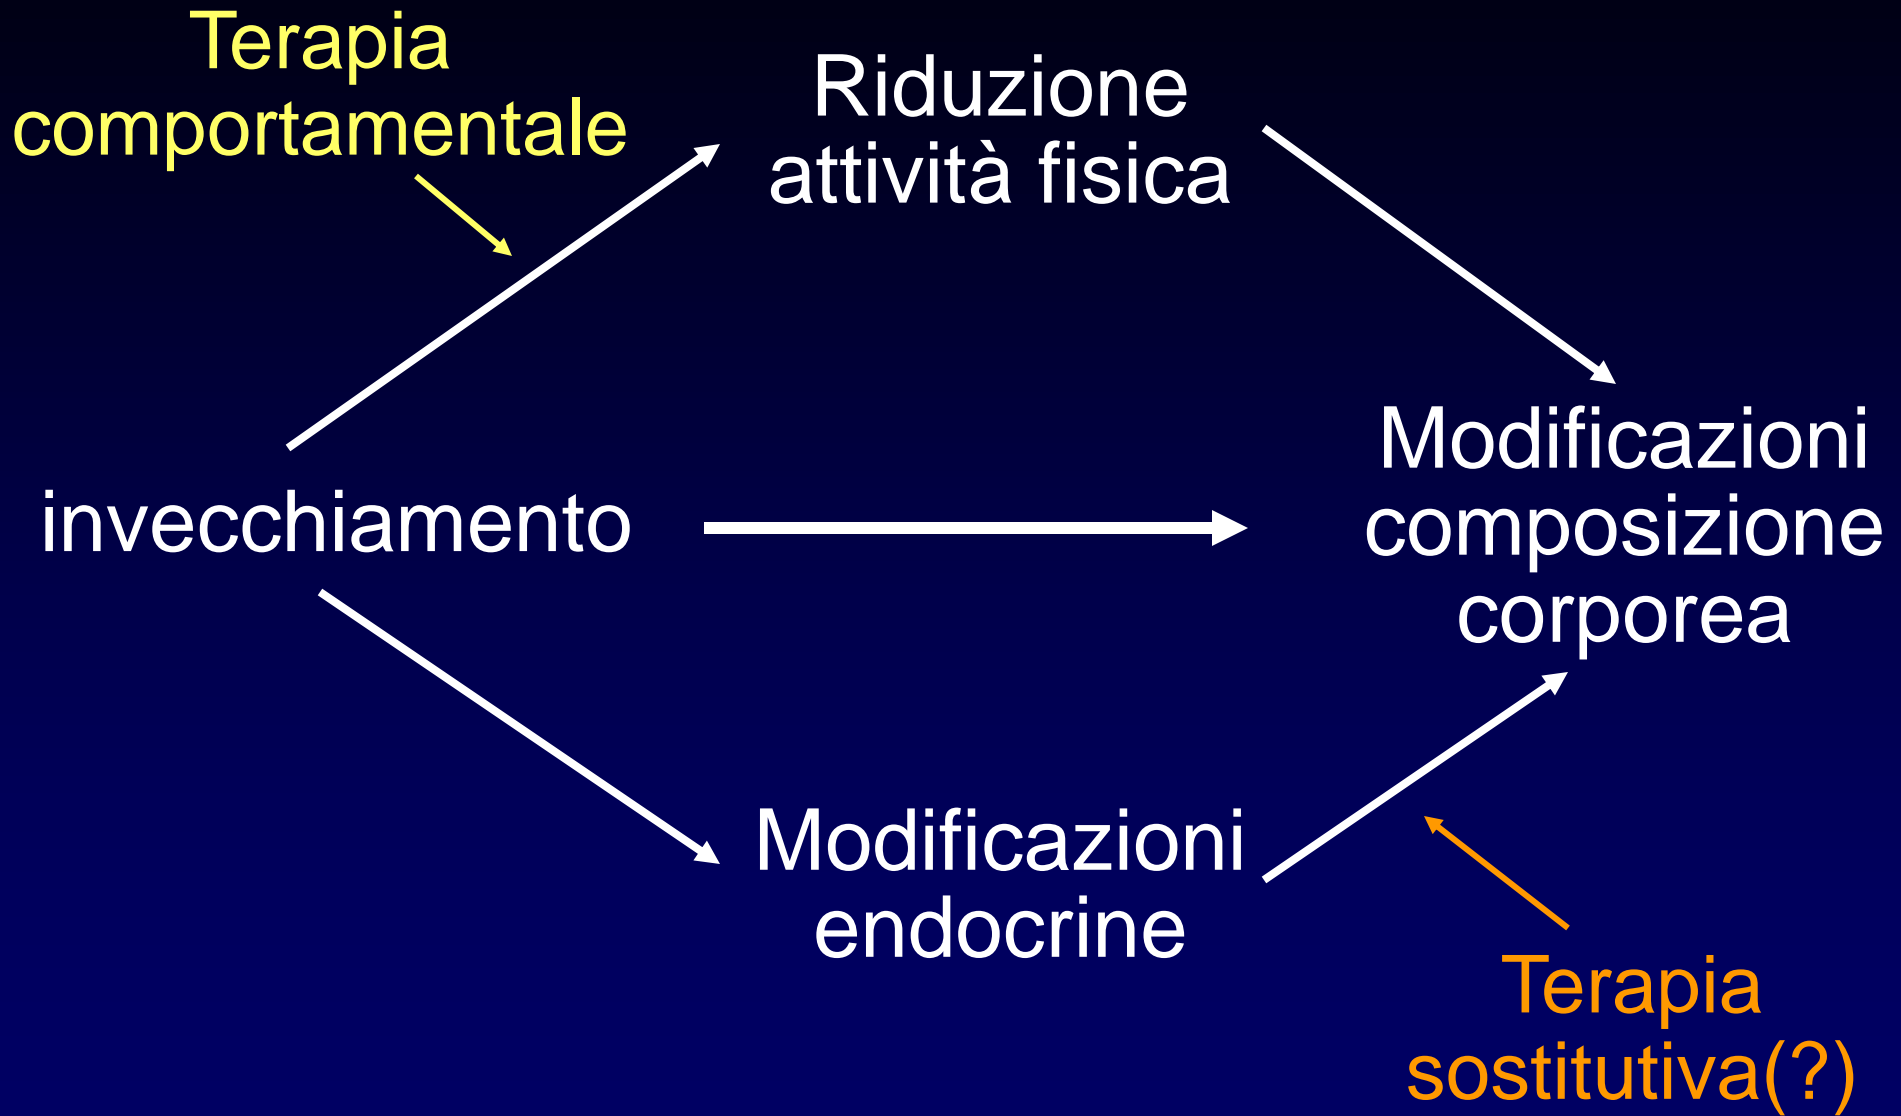 Terapia
comportamentale
Riduzione
attività fisica
invecchiamento
Modificazioni
composizione
corporea
Modificazioni
endocrine
Terapia
sostitutiva(?)